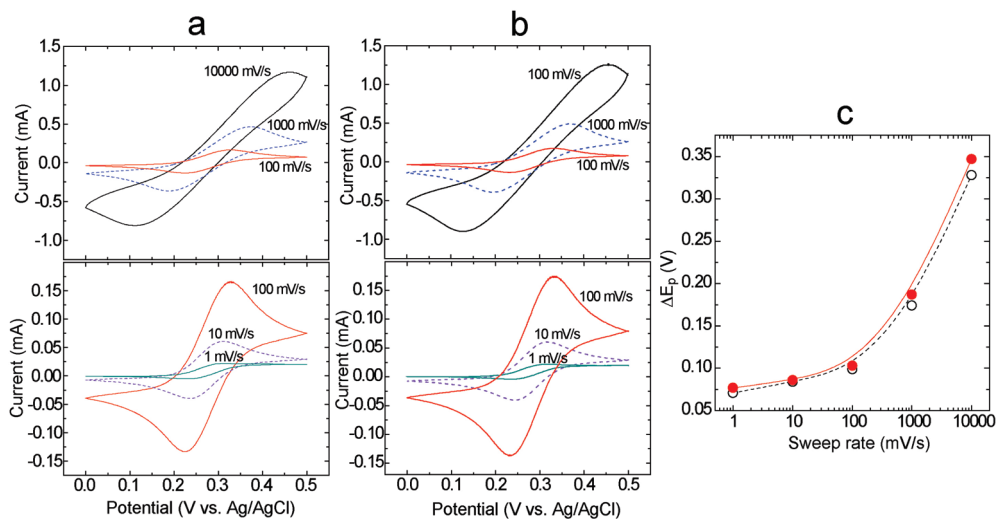 a
b
1.5
1.0
0.5
0.0
-0.5
-1.0
Current (mA)
10000 mV/s
1000 mV/s
100 mV/s
0.15
0.10
0.05
0.00
-0.05
-0.10
-0.15
Current (mA)
100 mV/s
10 mV/s
1 mV/s
0.0 0.1 0.2 0.3 0.4 0.5
Potential (V vs. Ag/AgCl)
1.5
1.0
0.5
0.0
-0.5
-1.0
Current (mA)
100 mV/s
1000 mV/s
100 mV/s
0.15
0.10
0.05
0.00
-0.05
-0.10
-0.15
Current (mA)
100 mV/s
10 mV/s
1 mV/s
0.0 0.1 0.2 0.3 0.4 0.5
Potential (V vs. Ag/AgCl)
c
0.35
0.30
0.25
0.20
0.15
0.10
0.05
ΔEp (V)
1 10 100 1000 10000
Sweep rate (mV/s)